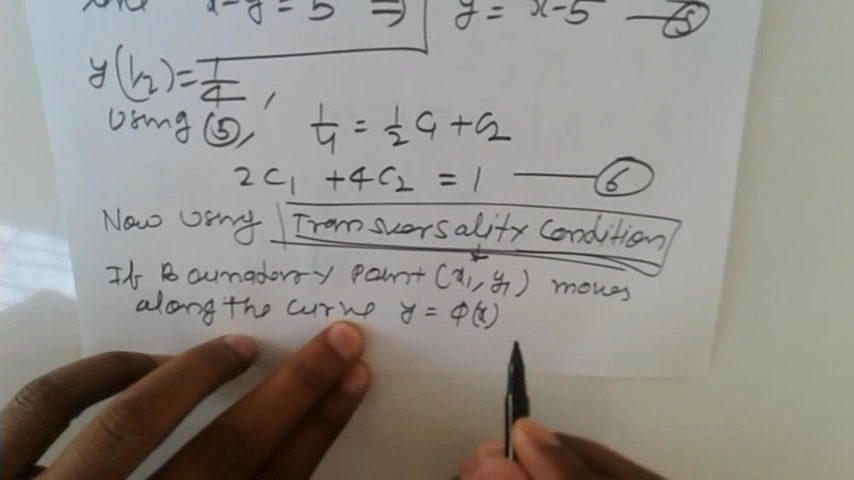 x-y=5 ⇒ y = x-5 — (5)
y(1/2) = 1/4,
Using (5), 1/4 = 1/2 C1 + C2
2C1 + 4C2 = 1 — (6)
Now Using Transversality Condition
If Boundary Point (x1, y1) moves
along the curve y = φ(x)